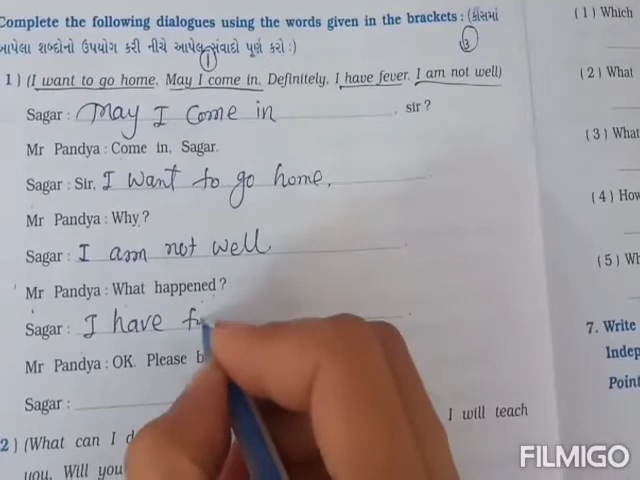 Complete the following dialogues using the words given in the brackets : (કૌંસમાં
આપેલા શબ્દોનો ઉપયોગ કરી નીચે આપેલ સંવાદો પૂર્ણ કરો :)
1 3
1) (I want to go home, May I come in, Definitely, I have fever, I am not well)
Sagar : May I Come in sir?
Mr Pandya : Come in, Sagar.
Sagar : Sir, I want to go home.
Mr Pandya : Why?
Sagar : I am not well.
Mr Pandya : What happened?
Sagar : I have
Mr Pandya : OK. Please
Sagar :
I will teach
2) (What can I
you, Will you
(1) Which
(2) What
(3) What
(4) How
(5)
7. Write
Indep
Point
FILMIGO